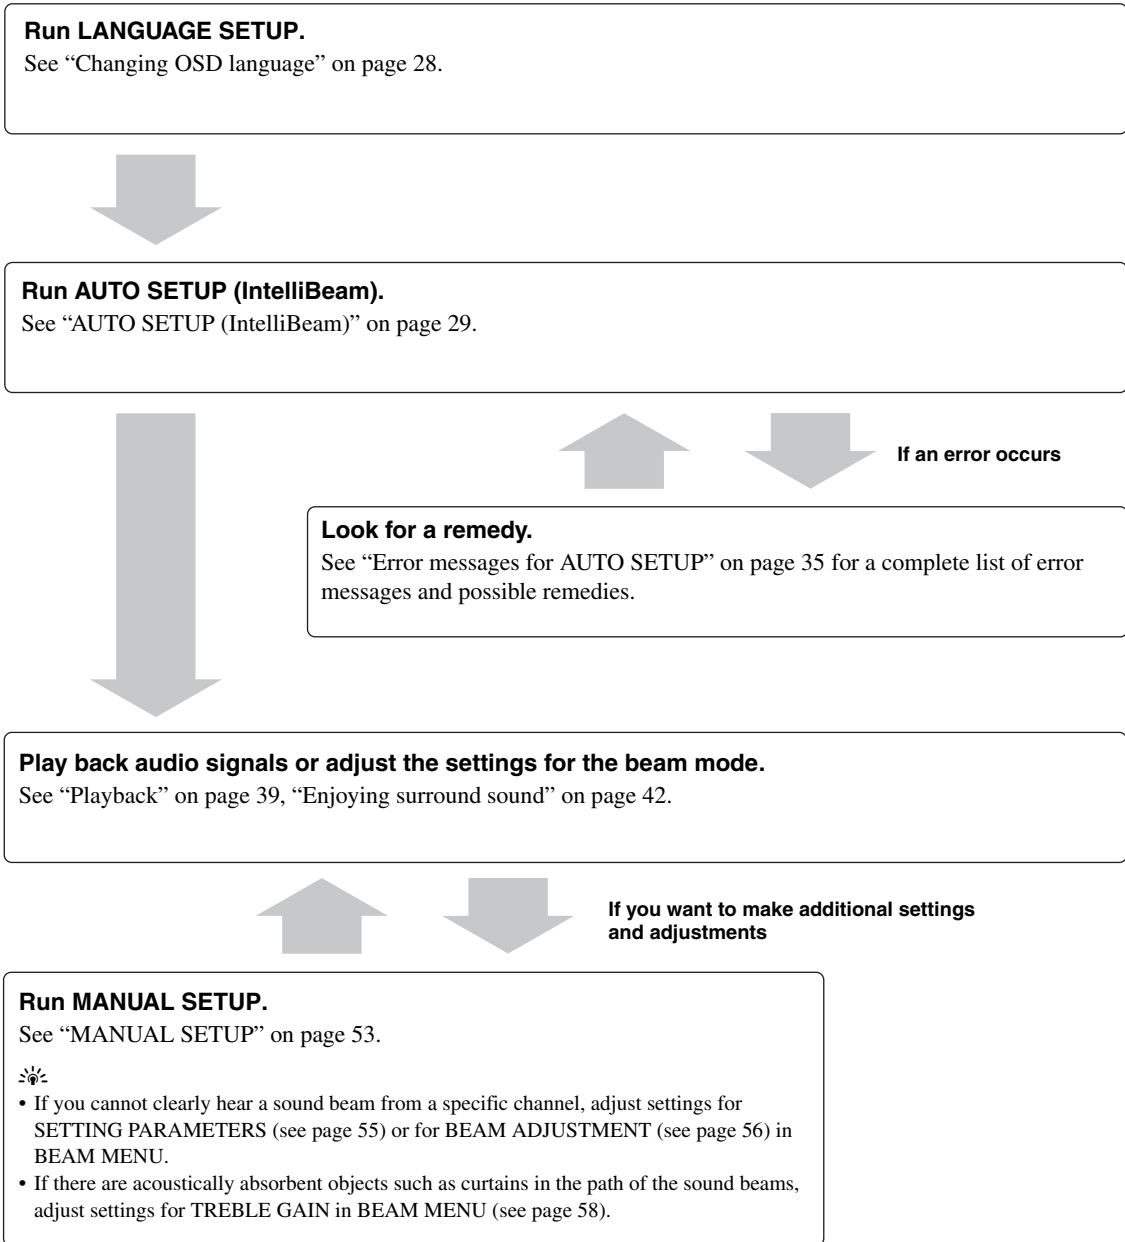 Run LANGUAGE SETUP.
See “Changing OSD language” on page 28.
Run AUTO SETUP (IntelliBeam).
See “AUTO SETUP (IntelliBeam)” on page 29.
If an error occurs
Look for a remedy.
See “Error messages for AUTO SETUP” on page 35 for a complete list of error
messages and possible remedies.
Play back audio signals or adjust the settings for the beam mode.
See “Playback” on page 39, “Enjoying surround sound” on page 42.
If you want to make additional settings
and adjustments
Run MANUAL SETUP.
See “MANUAL SETUP” on page 53.
• If you cannot clearly hear a sound beam from a specific channel, adjust settings for
SETTING PARAMETERS (see page 55) or for BEAM ADJUSTMENT (see page 56) in
BEAM MENU.
• If there are acoustically absorbent objects such as curtains in the path of the sound beams,
adjust settings for TREBLE GAIN in BEAM MENU (see page 58).